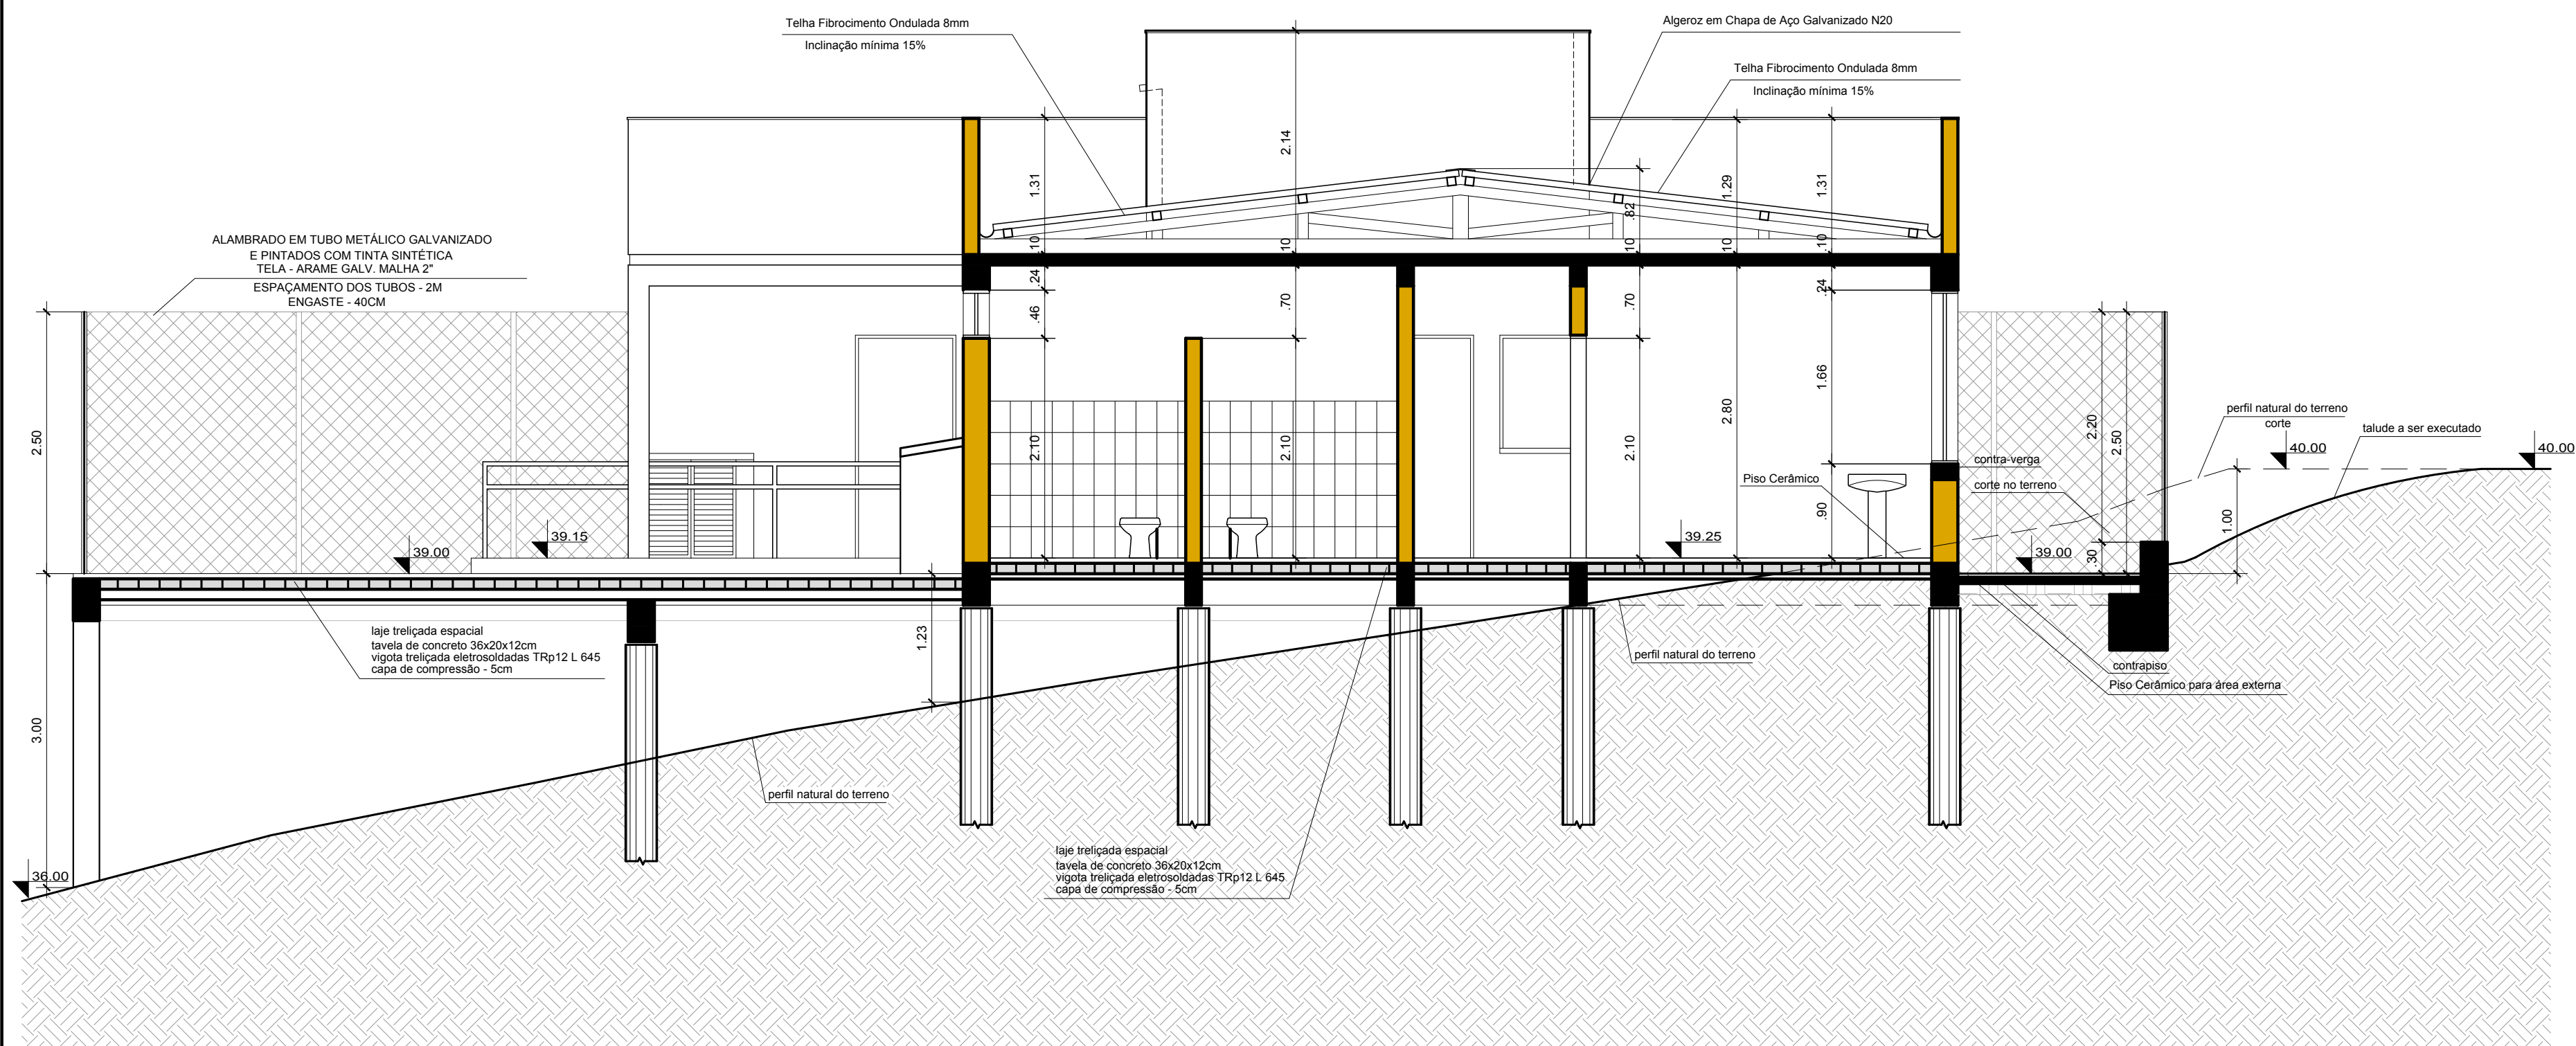 Telha Fibrocimento Ondulada 8mm
Inclinação mínima 15%
Algeroz em Chapa de Aço Galvanizado N20
Telha Fibrocimento Ondulada 8mm
Inclinação mínima 15%
ALAMBRADO EM TUBO METÁLICO GALVANIZADO
E PINTADOS COM TINTA SINTÉTICA
TELA - ARAME GALV. MALHA 2"
ESPAÇAMENTO DOS TUBOS - 2M
ENGASTE - 40CM
1.31
2.14
.82
1.29
1.31
.10
.10
.10
.10
.10
.24
.46
.70
.70
.24
2.50
2.10
2.10
2.10
2.80
1.66
.90
2.20
2.50
.30
1.00
perfil natural do terreno
corte
talude a ser executado
40.00
40.00
contra-verga
corte no terreno
Piso Cerâmico
39.00
39.15
39.25
39.00
laje treliçada espacial
tavela de concreto 36x20x12cm
vigota treliçada eletrosoldadas TRp12 L 645
capa de compressão - 5cm
1.23
perfil natural do terreno
contrapiso
Piso Cerâmico para área externa
3.00
perfil natural do terreno
36.00
laje treliçada espacial
tavela de concreto 36x20x12cm
vigota treliçada eletrosoldadas TRp12 L 645
capa de compressão - 5cm